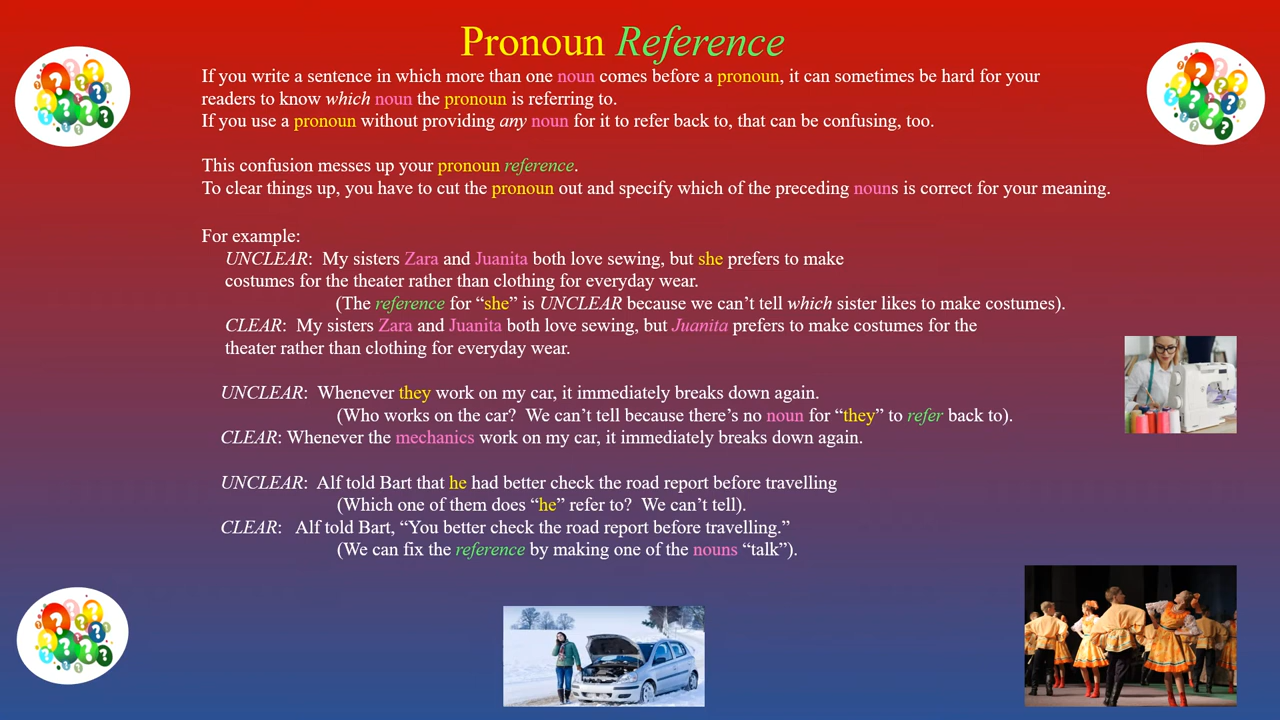 Pronoun Reference
If you write a sentence in which more than one noun comes before a pronoun, it can sometimes be hard for your
readers to know which noun the pronoun is referring to.
If you use a pronoun without providing any noun for it to refer back to, that can be confusing, too.
This confusion messes up your pronoun reference.
To clear things up, you have to cut the pronoun out and specify which of the preceding nouns is correct for your meaning.
For example:
UNCLEAR:  My sisters Zara and Juanita both love sewing, but she prefers to make
costumes for the theater rather than clothing for everyday wear.
(The reference for “she” is UNCLEAR because we can’t tell which sister likes to make costumes).
CLEAR:  My sisters Zara and Juanita both love sewing, but Juanita prefers to make costumes for the
theater rather than clothing for everyday wear.
UNCLEAR:  Whenever they work on my car, it immediately breaks down again.
(Who works on the car?  We can’t tell because there’s no noun for “they” to refer back to).
CLEAR: Whenever the mechanics work on my car, it immediately breaks down again.
UNCLEAR:  Alf told Bart that he had better check the road report before travelling
(Which one of them does “he” refer to?  We can’t tell).
CLEAR:   Alf told Bart, “You better check the road report before travelling.”
(We can fix the reference by making one of the nouns “talk”).